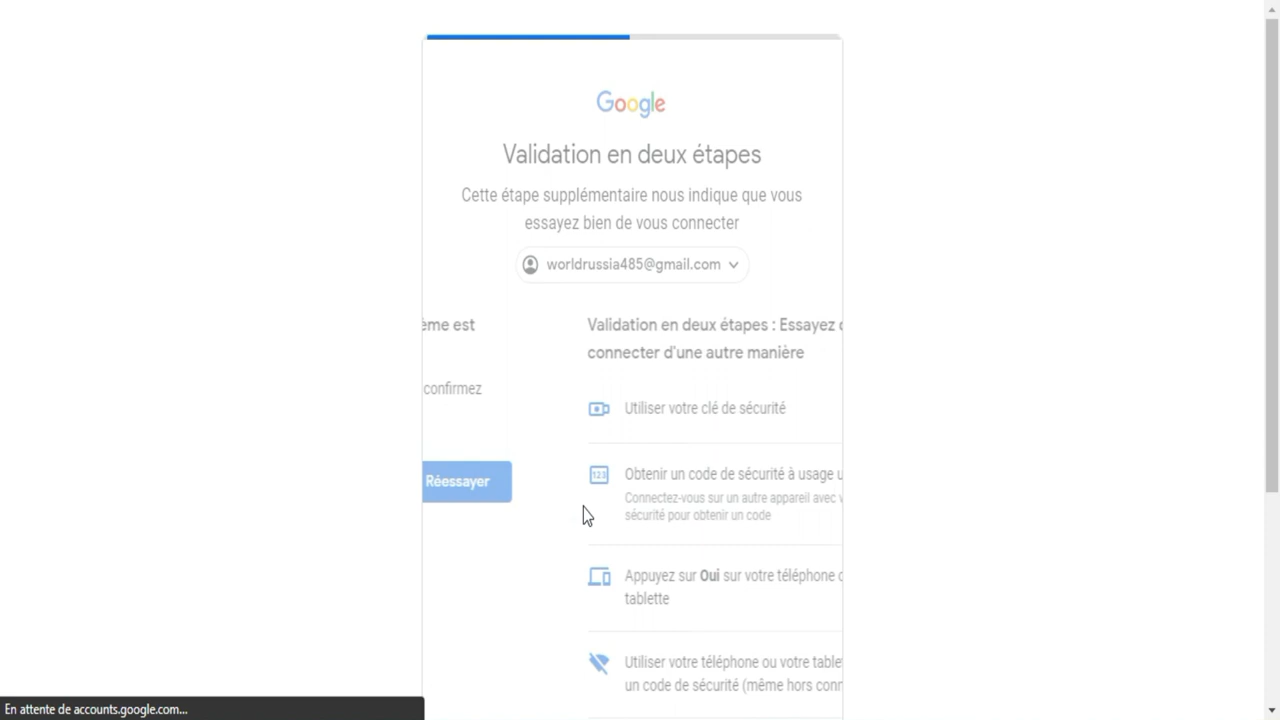 Google
Validation en deux étapes
Cette étape supplémentaire nous indique que vous
essayez bien de vous connecter
worldrussia485@gmail.com
ème est
confirmez
Réessayer
Validation en deux étapes : Essayez
connecter d'une autre manière
Utiliser votre clé de sécurité
123
Obtenir un code de sécurité à usage
Connectez-vous sur un autre appareil avec
sécurité pour obtenir un code
Appuyez sur Oui sur votre téléphone
tablette
Utiliser votre téléphone ou votre
un code de sécurité (même hors
En attente de accounts.google.com...